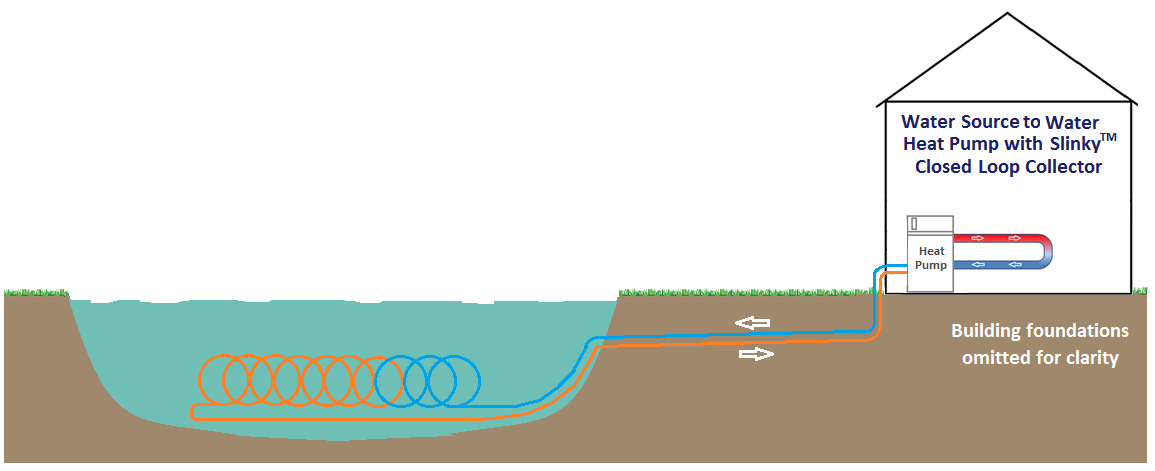 Water Source to Water
Heat Pump with Slinky™
Closed Loop Collector
Heat
Pump
Building foundations
omitted for clarity